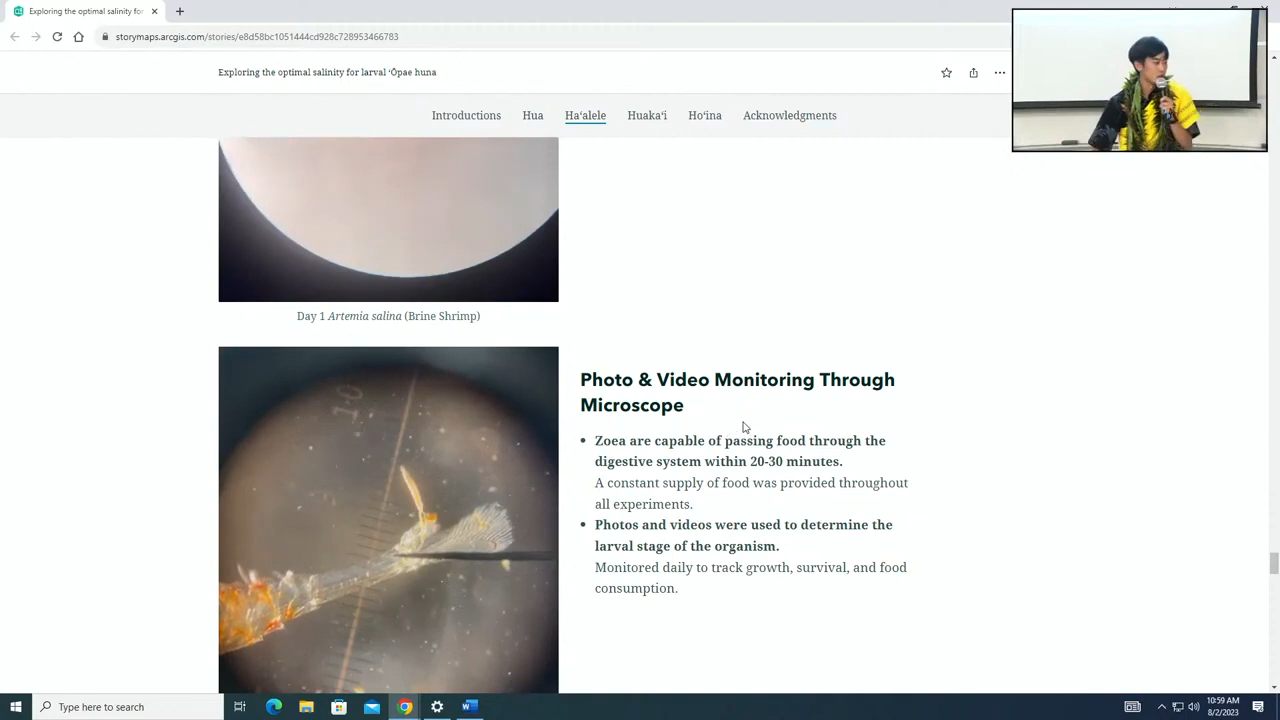 Exploring the optimal salinity for
storymaps.arcgis.com/stories/e8d58bc1051444cd928c728953466783
Exploring the optimal salinity for larval ʻŌpae huna
Introductions Hua Haʻalele Huakaʻi Hoʻina Acknowledgments
Day 1 Artemia salina (Brine Shrimp)
10
Photo & Video Monitoring Through
Microscope
• Zoea are capable of passing food through the
digestive system within 20-30 minutes.
A constant supply of food was provided throughout
all experiments.
• Photos and videos were used to determine the
larval stage of the organism.
Monitored daily to track growth, survival, and food
consumption.
Type here to search
10:59 AM
8/2/2023